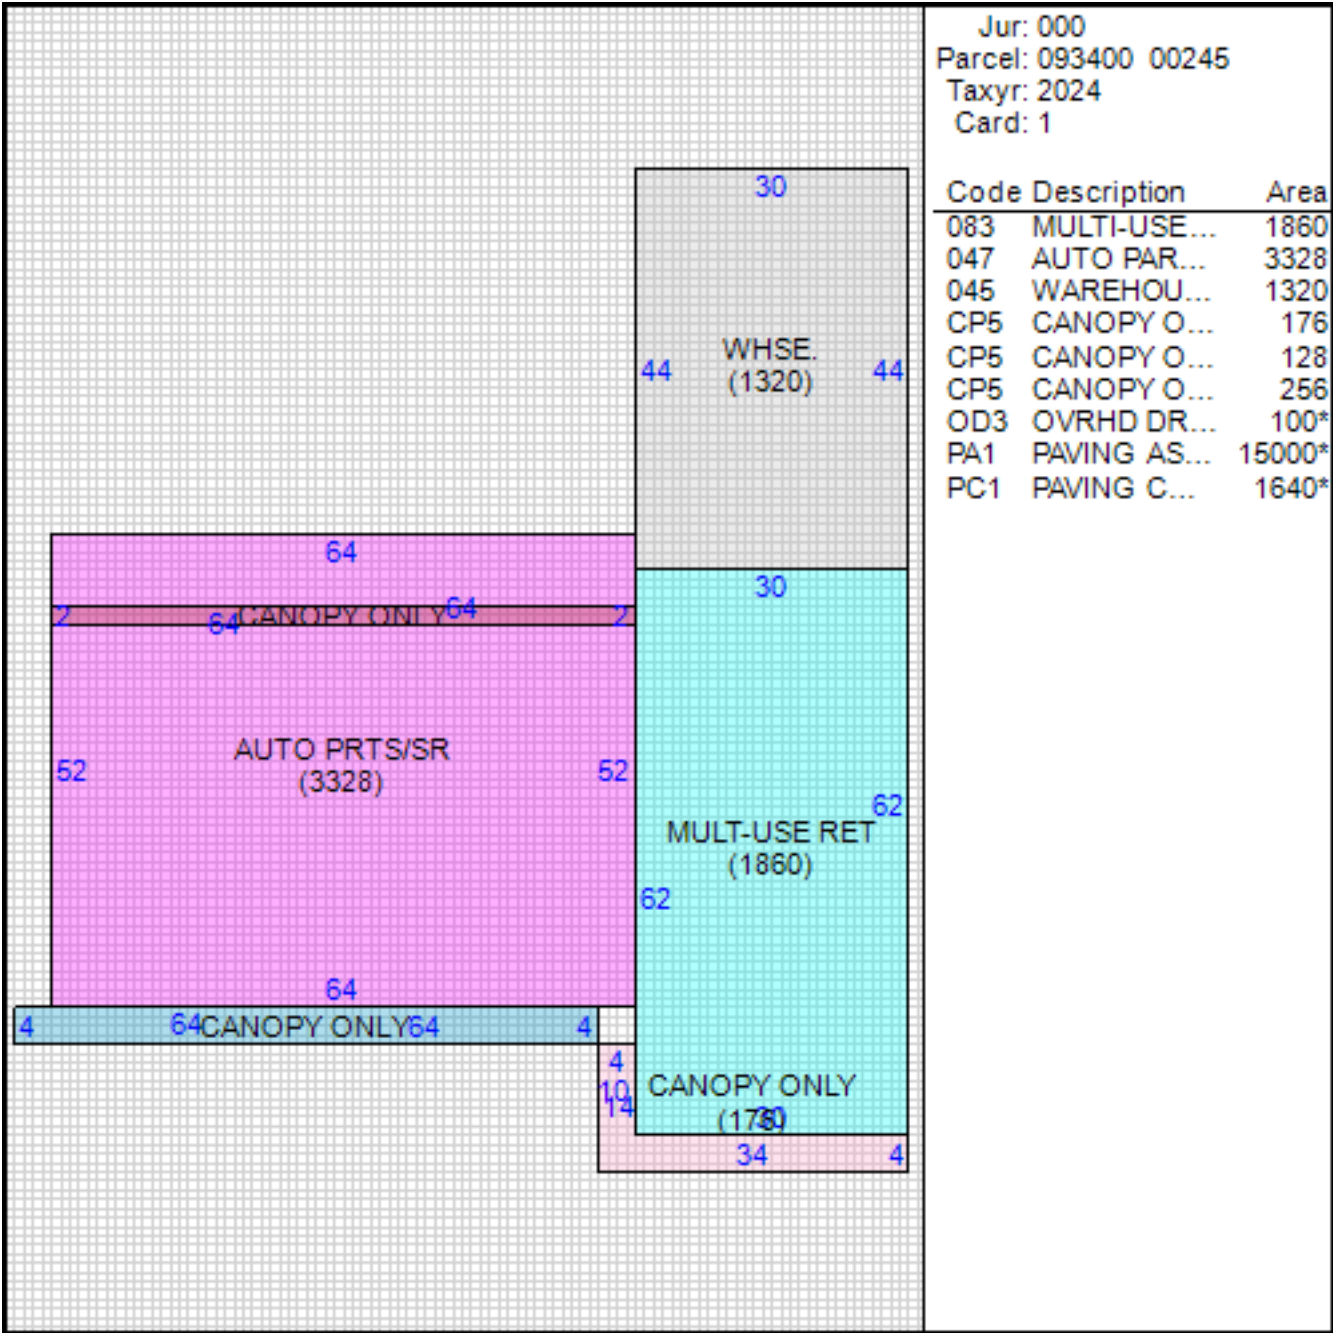 Jur: 000
Parcel: 093400 00245
Taxyr: 2024
Card: 1
Code Description Area
083 MULTI-USE... 1860
047 AUTO PAR... 3328
045 WAREHOU... 1320
CP5 CANOPY O... 176
CP5 CANOPY O... 128
CP5 CANOPY O... 256
OD3 OVRHD DR... 100*
PA1 PAVING AS... 15000*
PC1 PAVING C... 1640*
30
WHSE.
44 (1320) 44
64
30
2 64 CANOPY ONLY 64 2
AUTO PRTS/SR
52 (3328) 52
62
MULT-USE RET
(1860)
62
64
4 64 CANOPY ONLY 64 4
4
10 CANOPY ONLY
14
(176) 30
34 4